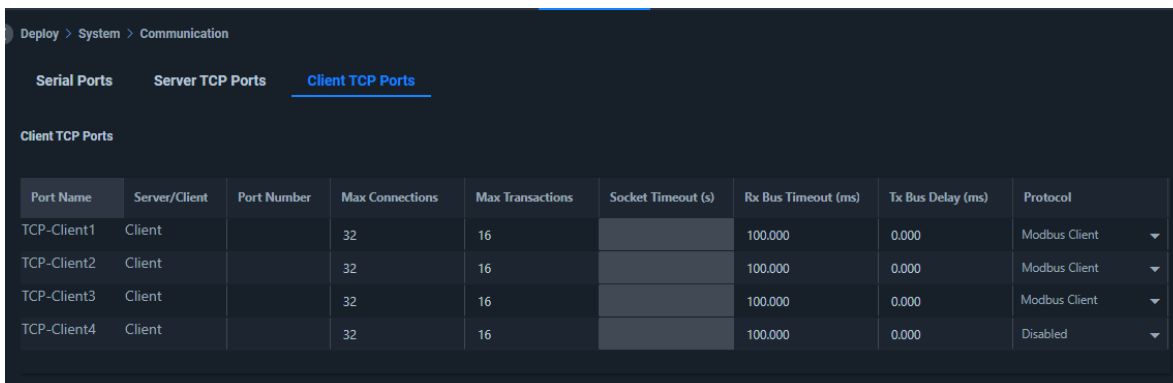 Deploy > System > Communication
Serial Ports Server TCP Ports Client TCP Ports
Client TCP Ports
Port Name Server/Client Port Number Max Connections Max Transactions Socket Timeout (s) Rx Bus Timeout (ms) Tx Bus Delay (ms) Protocol
TCP-Client1 Client 32 16 100.000 0.000 Modbus Client
TCP-Client2 Client 32 16 100.000 0.000 Modbus Client
TCP-Client3 Client 32 16 100.000 0.000 Modbus Client
TCP-Client4 Client 32 16 100.000 0.000 Disabled